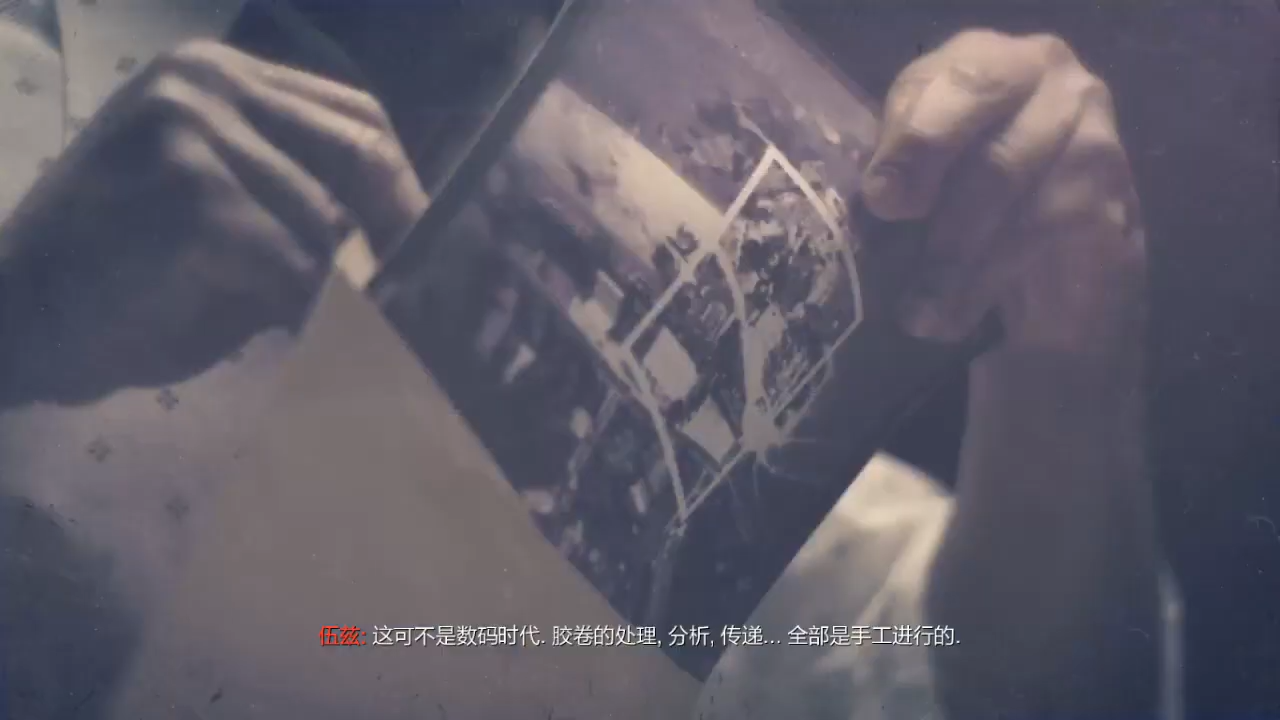 伍兹: 这可不是数码时代. 胶卷的处理, 分析, 传递... 全部是手工进行的.